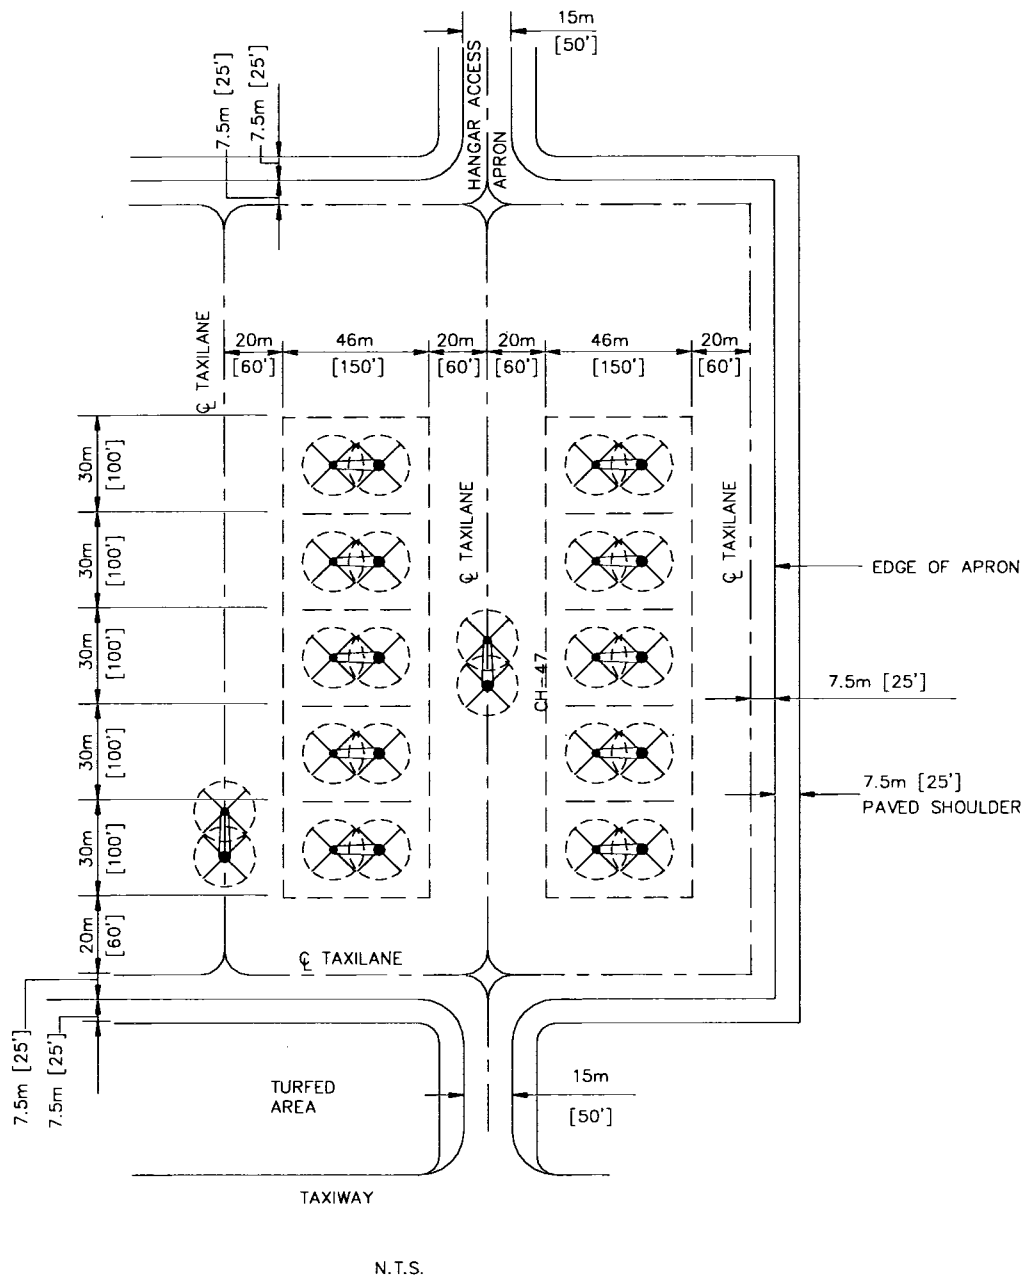 15m
[50']
7.5m [25']
7.5m [25']
HANGAR ACCESS
APRON
℄ TAXILANE
20m
[60']
46m
[150']
20m
[60']
20m
[60']
46m
[150']
20m
[60']
30m
[100']
30m
[100']
30m
[100']
30m
[100']
30m
[100']
20m
[60']
℄ TAXILANE
℄ TAXILANE
CH-47
EDGE OF APRON
7.5m [25']
7.5m [25']
PAVED SHOULDER
℄ TAXILANE
7.5m [25']
7.5m [25']
TURFED
AREA
15m
[50']
TAXIWAY
N.T.S.